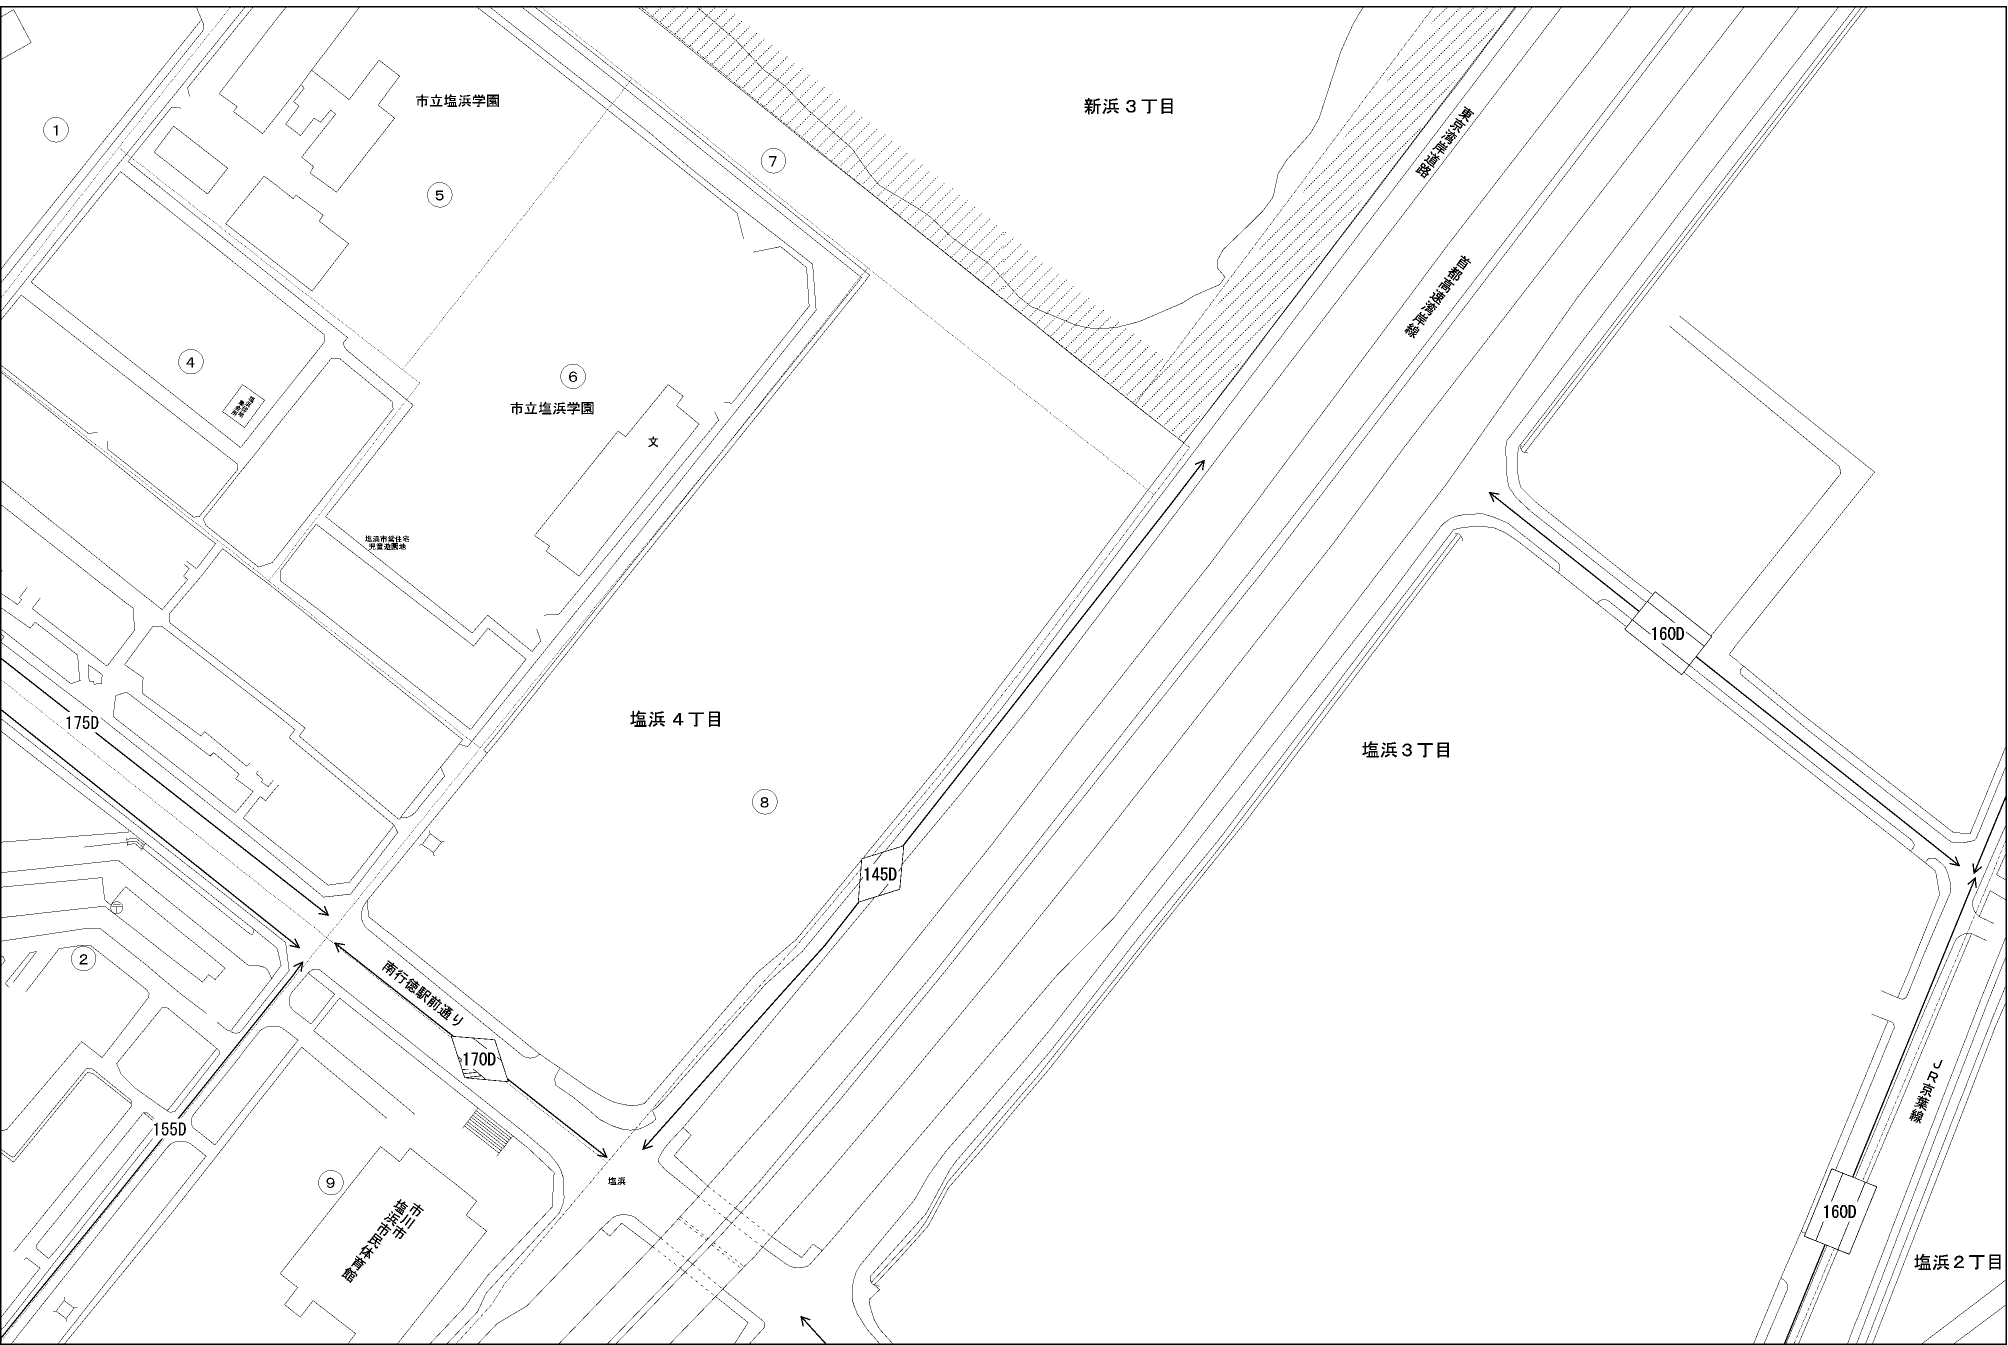 市立塩浜学園
新浜３丁目
①
⑦
⑤
東京湾岸道路
首都高速湾岸線
④
⑥
市立塩浜学園
文
塩浜市営住宅
児童遊園地
160D
175D
塩浜４丁目
塩浜３丁目
⑧
145D
②
南行徳駅前通り
170D
ＪＲ京葉線
155D
塩浜
⑨
市川市
塩浜市民体育館
160D
塩浜２丁目